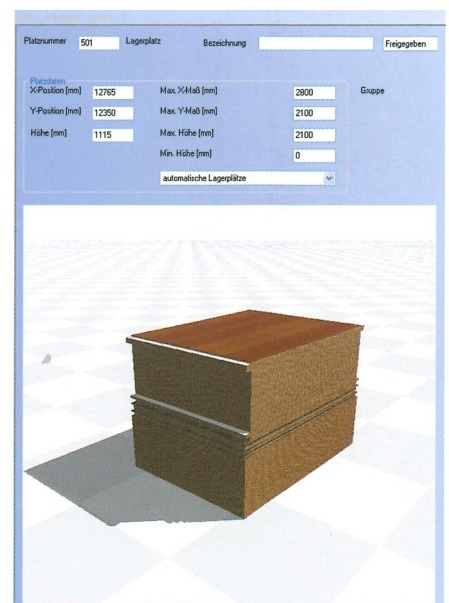 Platznummer 501 Lagerplatz Bezeichnung Freigegeben
Platzdaten
X-Position [mm] 12765 Max. X-Maß [mm] 2800 Gruppe
Y-Position [mm] 12350 Max. Y-Maß [mm] 2100
Höhe [mm] 1115 Max. Höhe [mm] 2100
Min. Höhe [mm] 0
automatische Lagerplätze